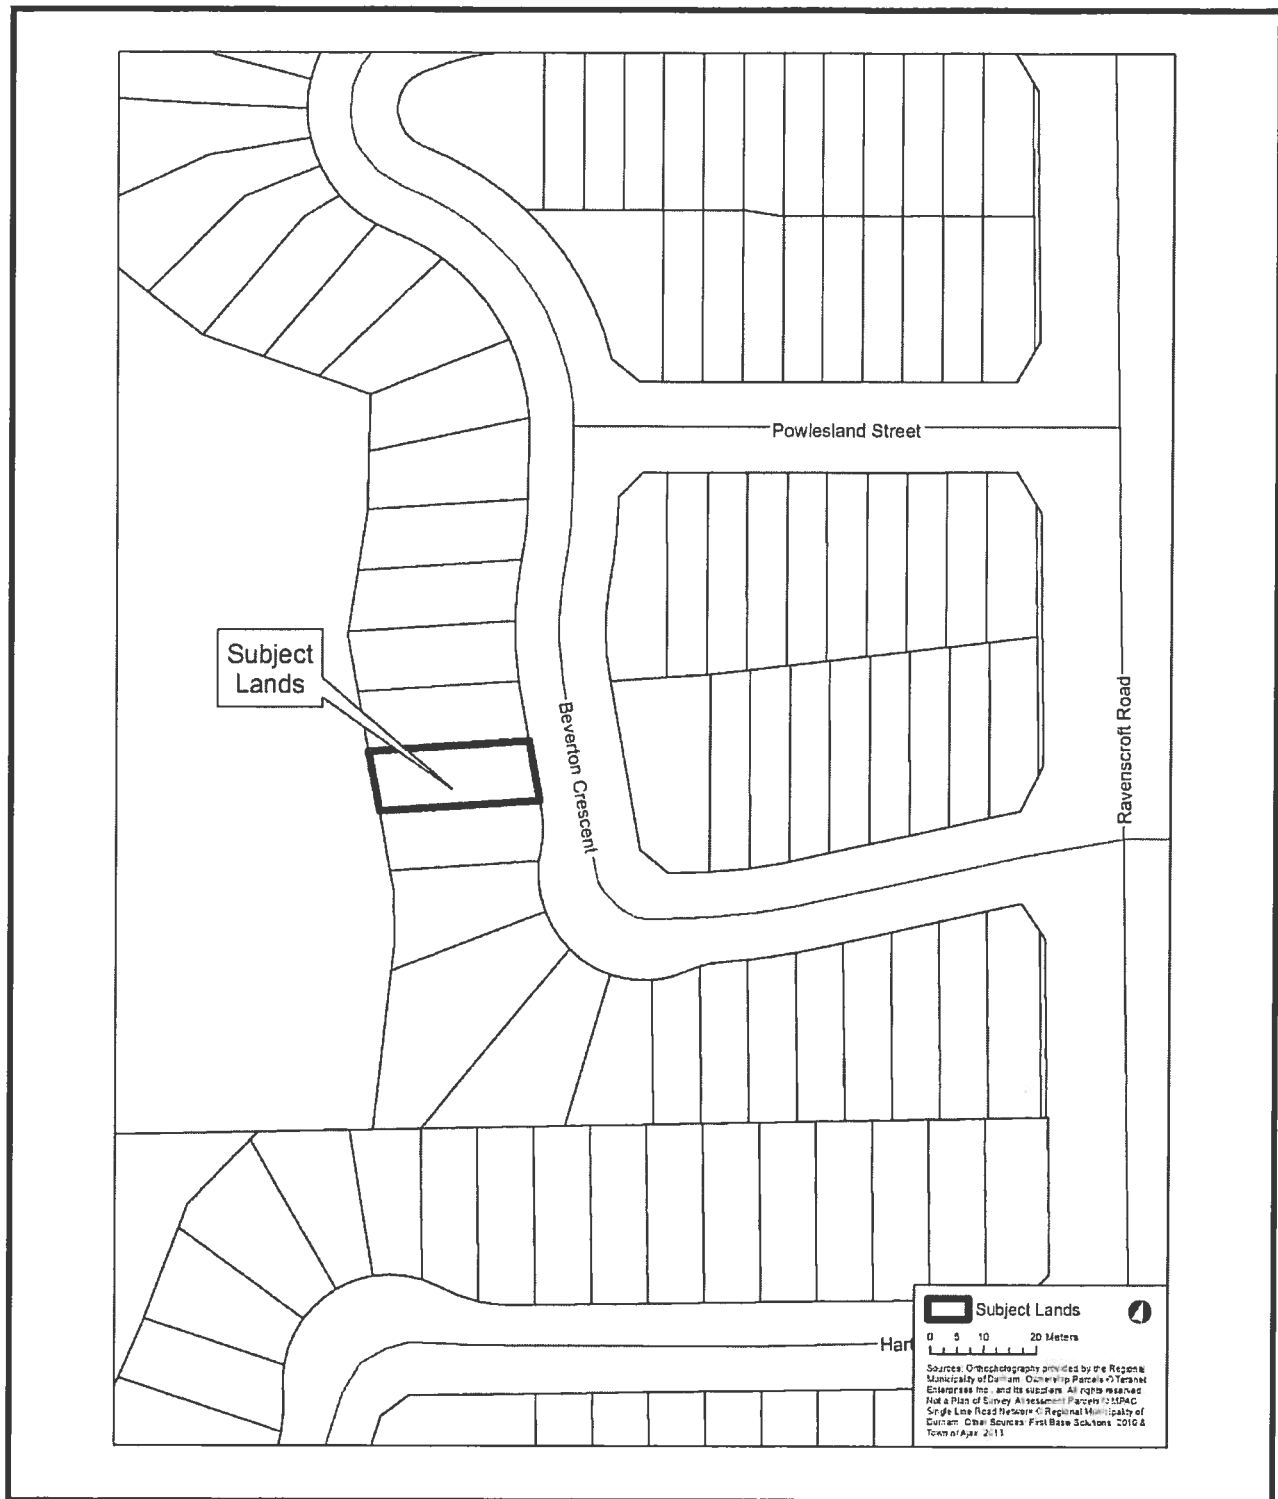 Powlesland Street
Subject
Lands
Beverton Crescent
Ravenscroft Road
Subject Lands
0 5 10 20 Meters
Har
Sources: Orthophotography provided by the Regional
Municipality of Durham. Ownership Parcels © Teranet
Enterprises Inc. and its suppliers. All rights reserved.
Not a Plan of Survey. Assessment Parcels © MPAC
Single Line Road Network © Regional Municipality of
Durham. Other Sources: First Base Solutions, 2010 &
Town of Ajax, 2013